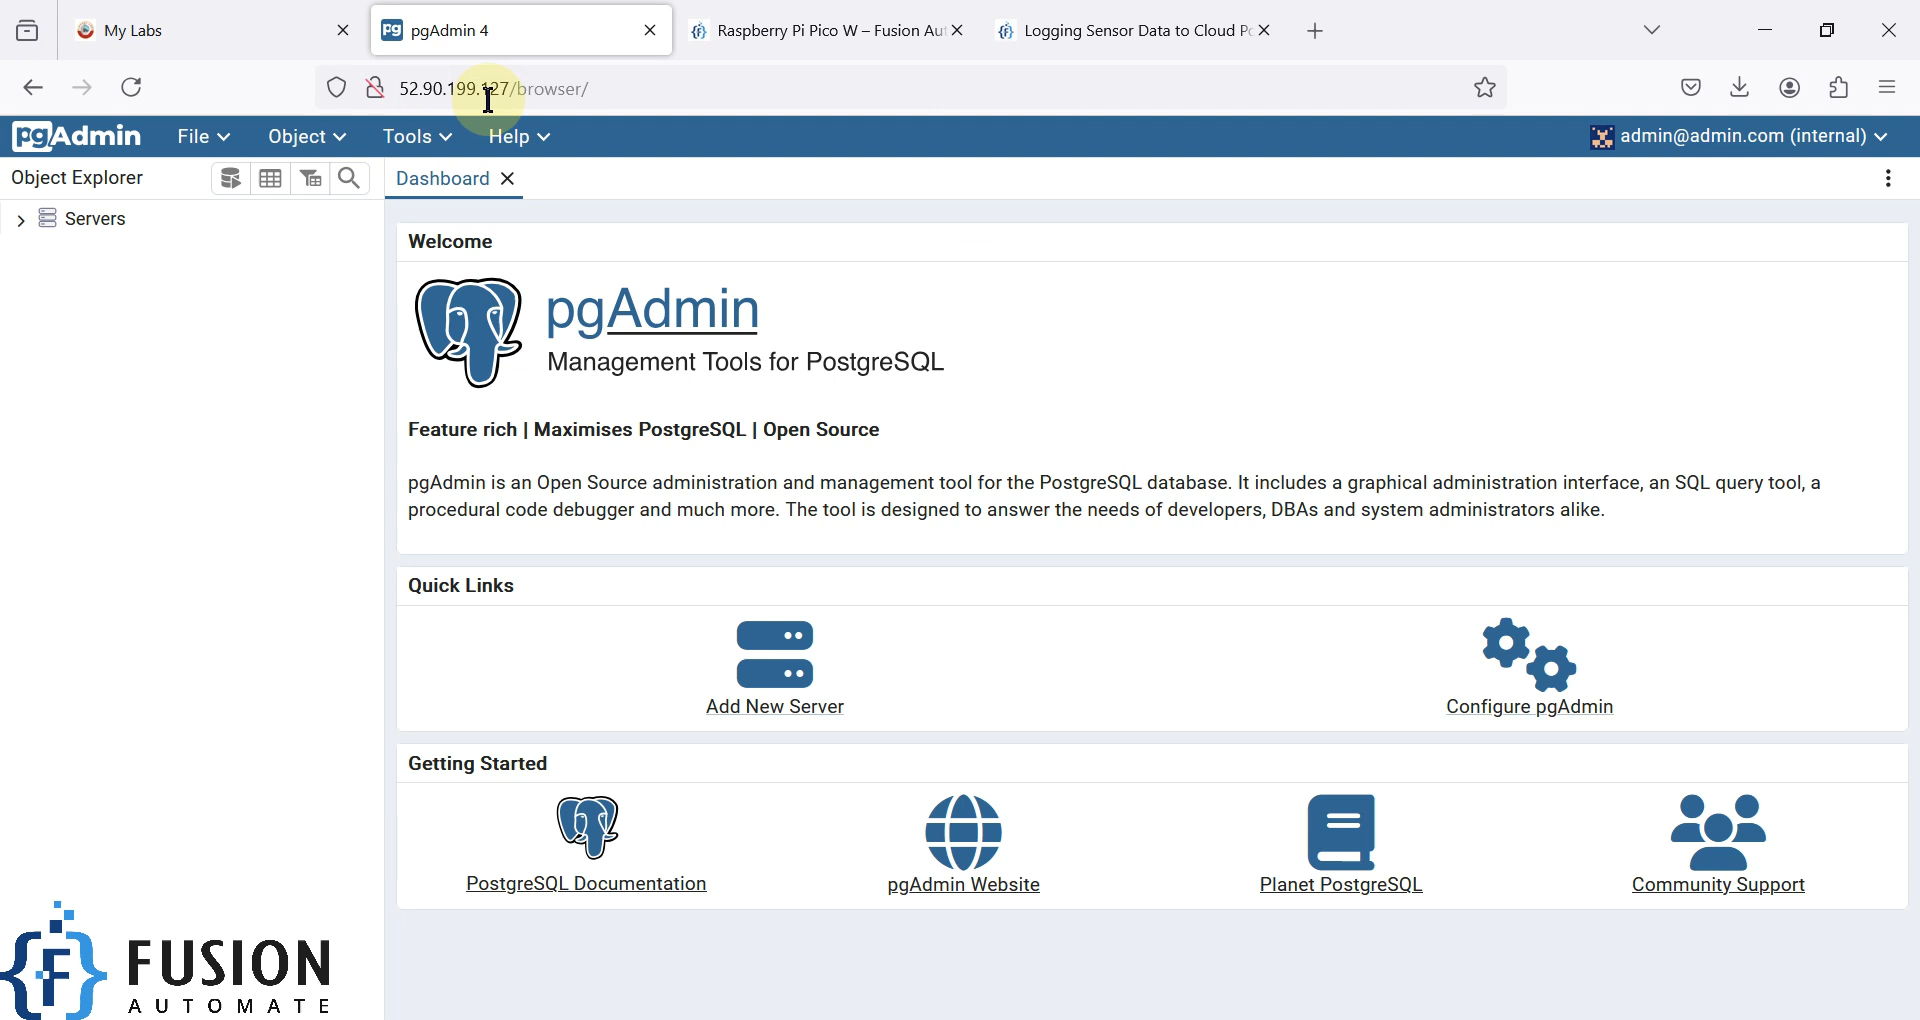 My Labs
pgAdmin 4
Raspberry Pi Pico W – Fusion Au
Logging Sensor Data to Cloud Po
52.90.199.127/browser/
pgAdmin
File
Object
Tools
Help
admin@admin.com (internal)
Object Explorer
Dashboard
Servers
Welcome
pgAdmin
Management Tools for PostgreSQL
Feature rich | Maximises PostgreSQL | Open Source
pgAdmin is an Open Source administration and management tool for the PostgreSQL database. It includes a graphical administration interface, an SQL query tool, a
procedural code debugger and much more. The tool is designed to answer the needs of developers, DBAs and system administrators alike.
Quick Links
Add New Server
Configure pgAdmin
Getting Started
PostgreSQL Documentation
pgAdmin Website
Planet PostgreSQL
Community Support
{F}
FUSION
AUTOMATE